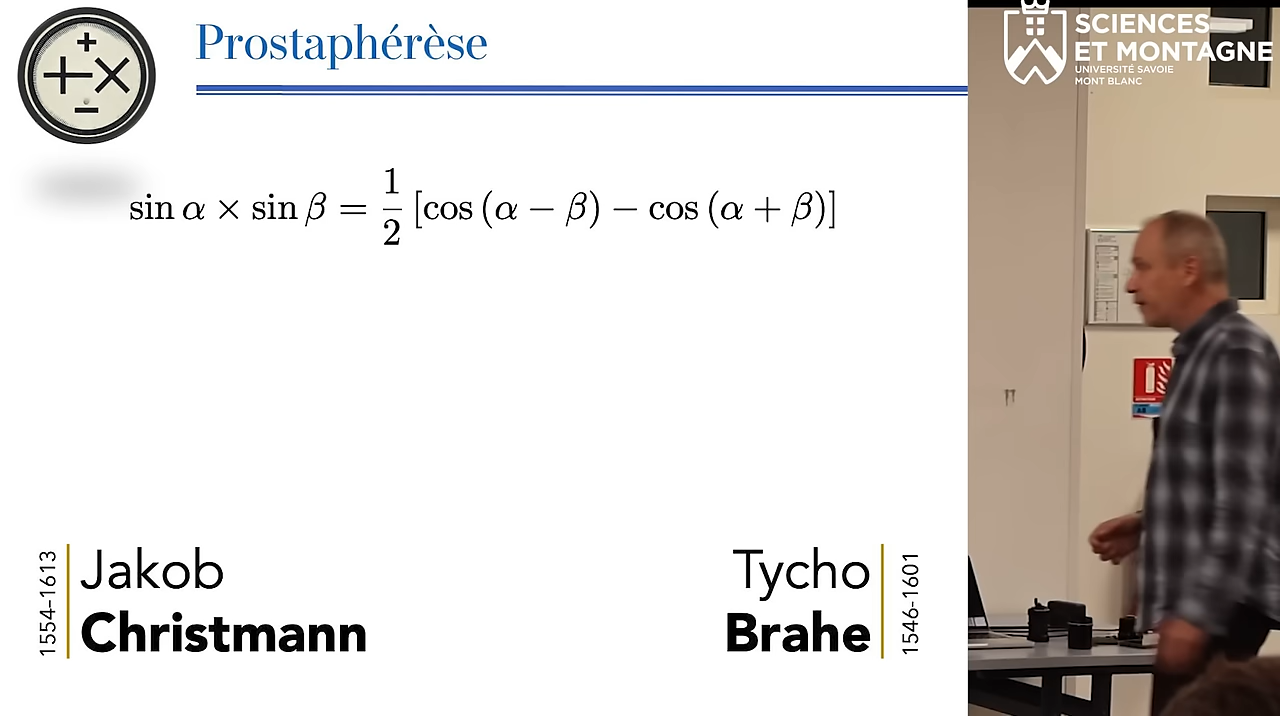 Prostaphérèse
sin α × sin β = 1/2 [cos (α − β) − cos (α + β)]
1554-1613
Jakob
Christmann
Tycho
Brahe
1546-1601
SCIENCES
ET MONTAGNE
UNIVERSITÉ SAVOIE
MONT BLANC